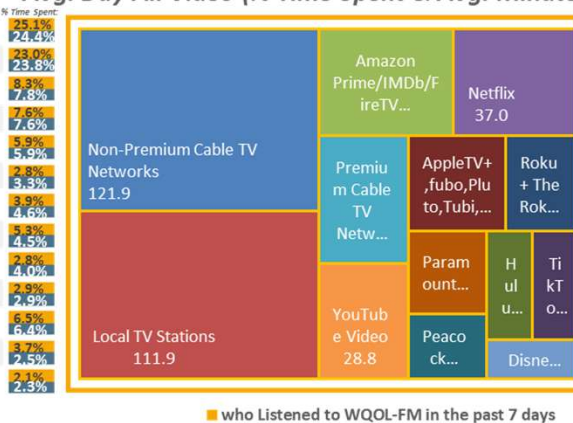 % Time Spent:
25.1%
24.4%
23.0%
23.8%
8.3%
7.8%
7.6%
7.6%
5.9%
5.9%
2.8%
3.3%
3.9%
4.6%
5.3%
4.5%
2.8%
4.0%
2.9%
2.9%
6.5%
6.4%
3.7%
2.5%
2.1%
2.3%
Non-Premium Cable TV
Networks
121.9
Local TV Stations
111.9
Amazon
Prime/IMDb/F
ireTV...
Netflix
37.0
Premiu
m Cable
TV
Netw...
AppleTV+
,fubo,Plu
to,Tubi,...
Roku
+ The
Rok...
YouTub
e Video
28.8
Param
ount...
H
ul
u...
Ti
kT
o...
Peaco
ck...
Disne...
who Listened to WQOL-FM in the past 7 days